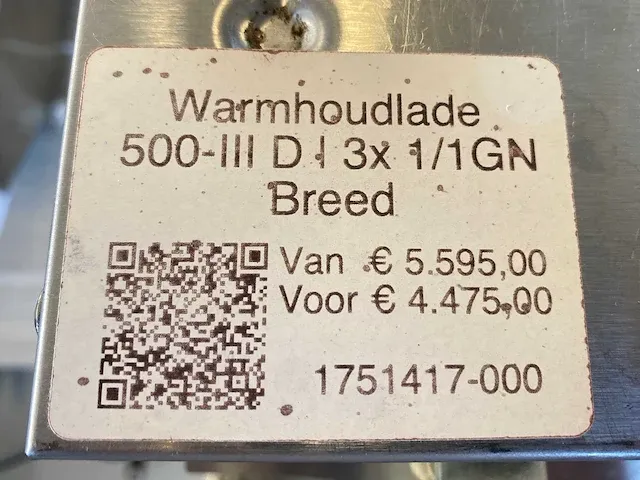 Warmhoudlade
500-III D | 3x 1/1GN
Breed
Van € 5.595,00
Voor € 4.475,00
1751417-000